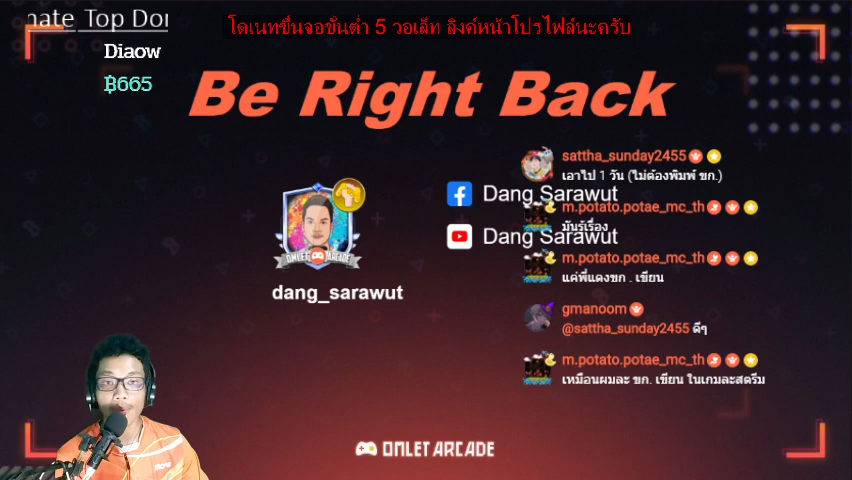 nate Top Don
Diaow
฿665
โดเนทขึ้นจอขั้นต่ำ 5 วอเล็ท ลิงค์หน้าโปรไฟล์นะครับ
Be Right Back
OMLET ARCADE
dang_sarawut
Dang Sarawut
Dang Sarawut
sattha_sunday2455
เอาไป 1 วัน (ไม่ต้องพิมพ์ ขก.)
m.potato.potae_mc_th
มันรู้เรื่อง
m.potato.potae_mc_th
แค่พี่แดงขก . เขียน
gmanoom
@sattha_sunday2455 ดีๆ
m.potato.potae_mc_th
เหมือนผมละ ขก. เขียน ในเกมละสตรีม
OMLET ARCADE